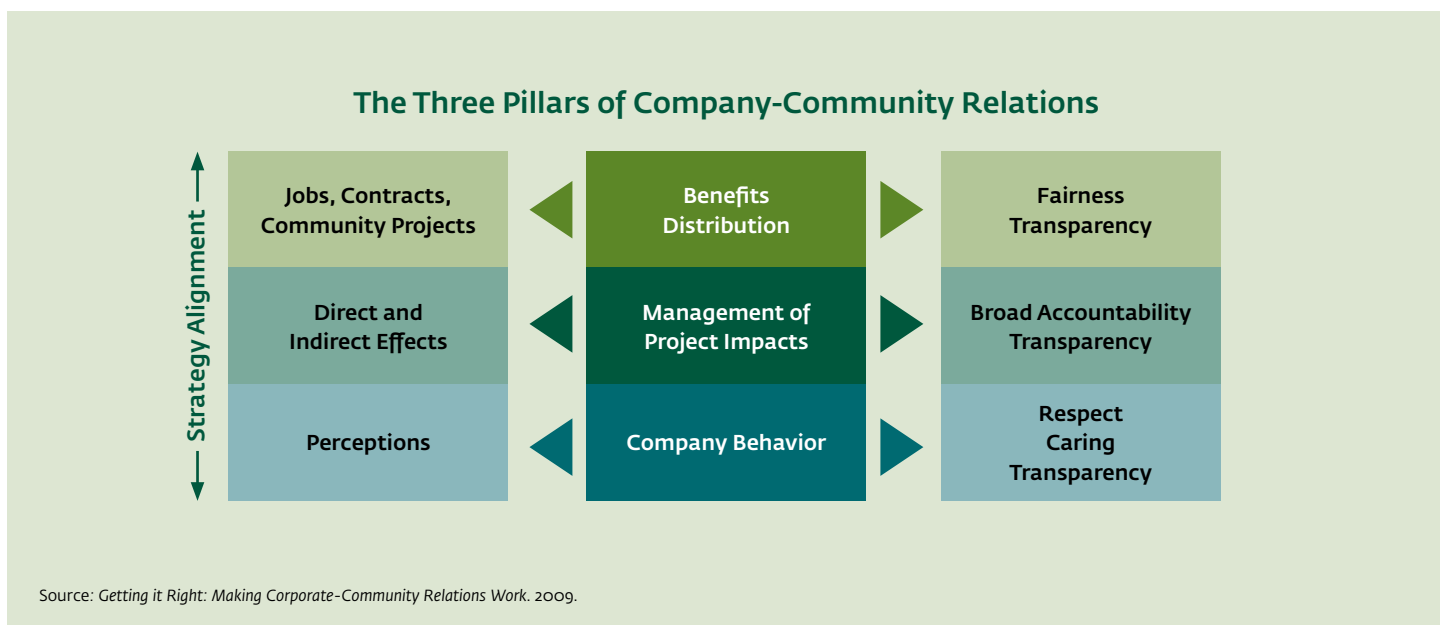 The Three Pillars of Company-Community Relations
Strategy Alignment
Jobs, Contracts,
Community Projects
Benefits
Distribution
Fairness
Transparency
Direct and
Indirect Effects
Management of
Project Impacts
Broad Accountability
Transparency
Perceptions
Company Behavior
Respect
Caring
Transparency
Source: Getting it Right: Making Corporate-Community Relations Work. 2009.